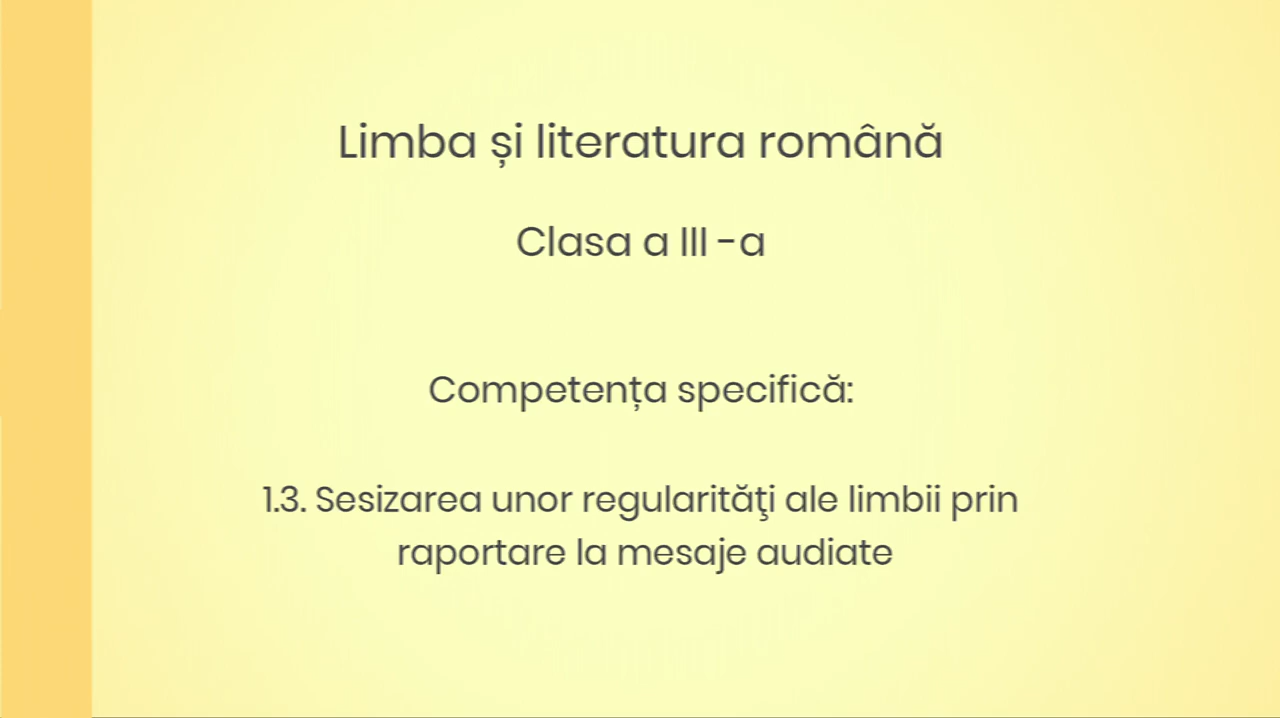 Limba și literatura română
Clasa a III -a
Competența specifică:
1.3. Sesizarea unor regularităţi ale limbii prin
raportare la mesaje audiate